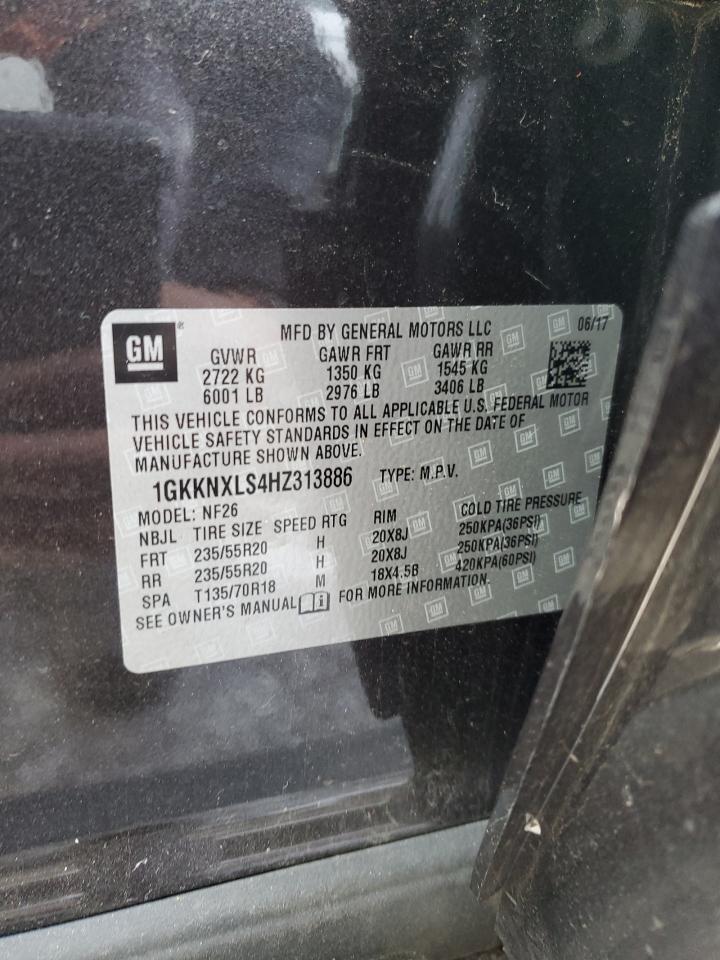 GM
MFD BY GENERAL MOTORS LLC 06/17
GVWR GAWR FRT GAWR RR
2722 KG 1350 KG 1545 KG
6001 LB 2976 LB 3406 LB
THIS VEHICLE CONFORMS TO ALL APPLICABLE U.S. FEDERAL MOTOR
VEHICLE SAFETY STANDARDS IN EFFECT ON THE DATE OF
MANUFACTURE SHOWN ABOVE.
1GKKNXLS4HZ313886 TYPE: M.P.V.
MODEL: NF26
NBJL TIRE SIZE SPEED RTG RIM COLD TIRE PRESSURE
FRT 235/55R20 H 20X8J 250KPA(36PSI)
RR 235/55R20 H 20X8J 250KPA(36PSI)
SPA T135/70R18 M 18X4.5B 420KPA(60PSI)
SEE OWNER'S MANUAL FOR MORE INFORMATION.